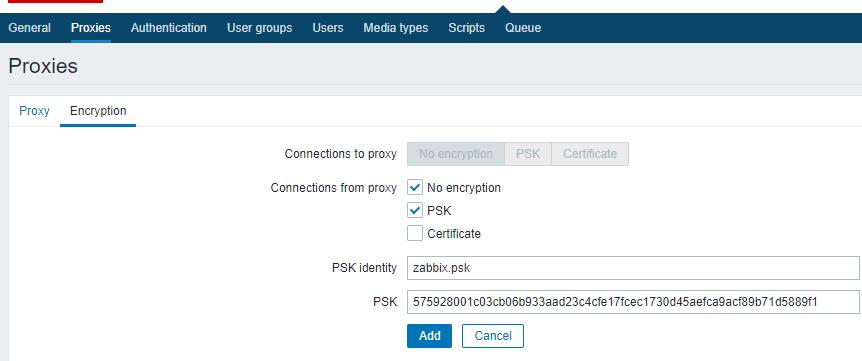 General Proxies Authentication User groups Users Media types Scripts Queue
Proxies
Proxy Encryption
Connections to proxy No encryption PSK Certificate
Connections from proxy No encryption
PSK
Certificate
PSK identity zabbix.psk
PSK 575928001c03cb06b933aad23c4cfe17fcec1730d45aefca9acf89b71d5889f1
Add Cancel